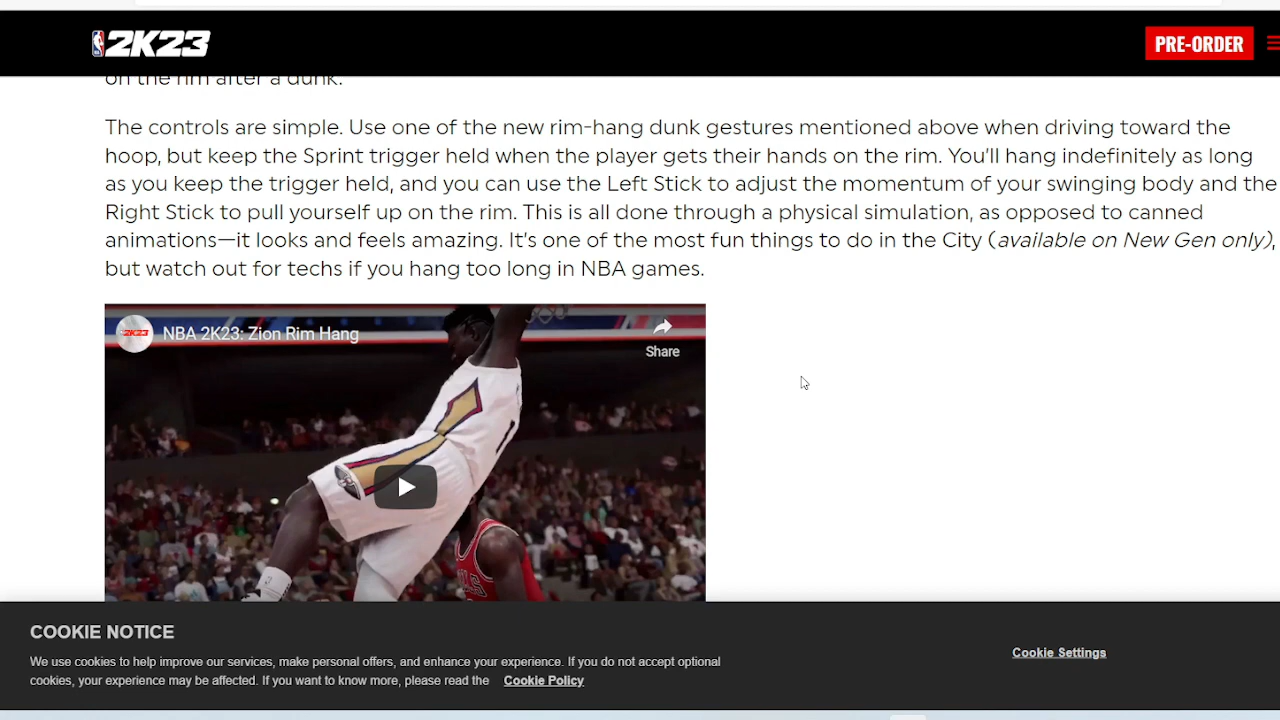 2K23
PRE-ORDER
on the rim after a dunk.
The controls are simple. Use one of the new rim-hang dunk gestures mentioned above when driving toward the
hoop, but keep the Sprint trigger held when the player gets their hands on the rim. You’ll hang indefinitely as long
as you keep the trigger held, and you can use the Left Stick to adjust the momentum of your swinging body and the
Right Stick to pull yourself up on the rim. This is all done through a physical simulation, as opposed to canned
animations—it looks and feels amazing. It’s one of the most fun things to do in the City (available on New Gen only),
but watch out for techs if you hang too long in NBA games.
2K23
NBA 2K23: Zion Rim Hang
Share
1
COOKIE NOTICE
We use cookies to help improve our services, make personal offers, and enhance your experience. If you do not accept optional
cookies, your experience may be affected. If you want to know more, please read the Cookie Policy
Cookie Settings